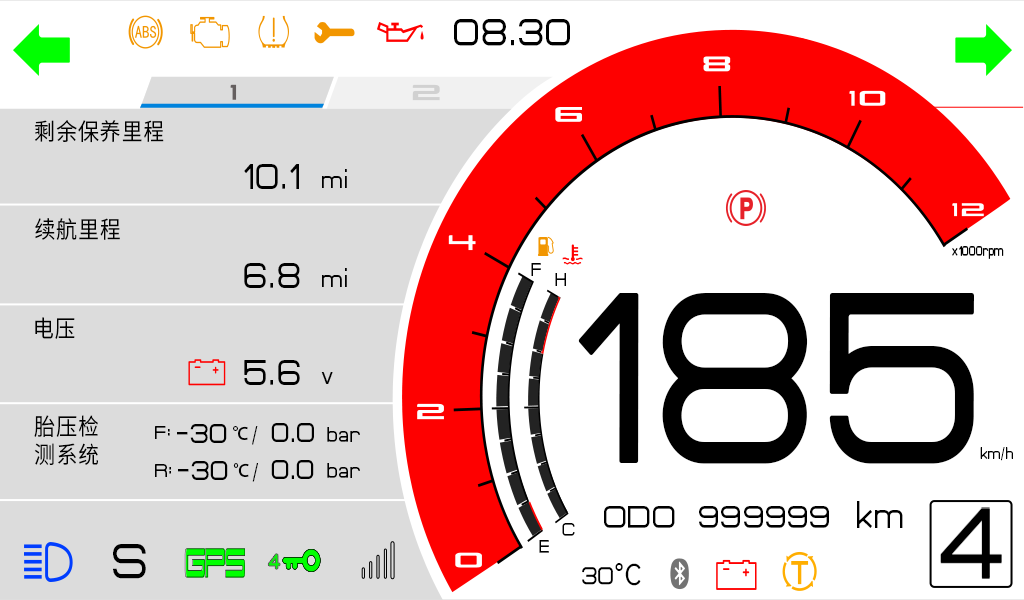 ABS
08.30
1
2
剩余保养里程
10.1 mi
续航里程
6.8 mi
电压
5.6 v
胎压检
测系统
F: -30 ℃/ 0.0 bar
R: -30 ℃/ 0.0 bar
S
GPS
4
0
2
4
6
8
10
12
x1000rpm
P
F
H
E
C
185
km/h
ODO 999999 km
30°C
T
4